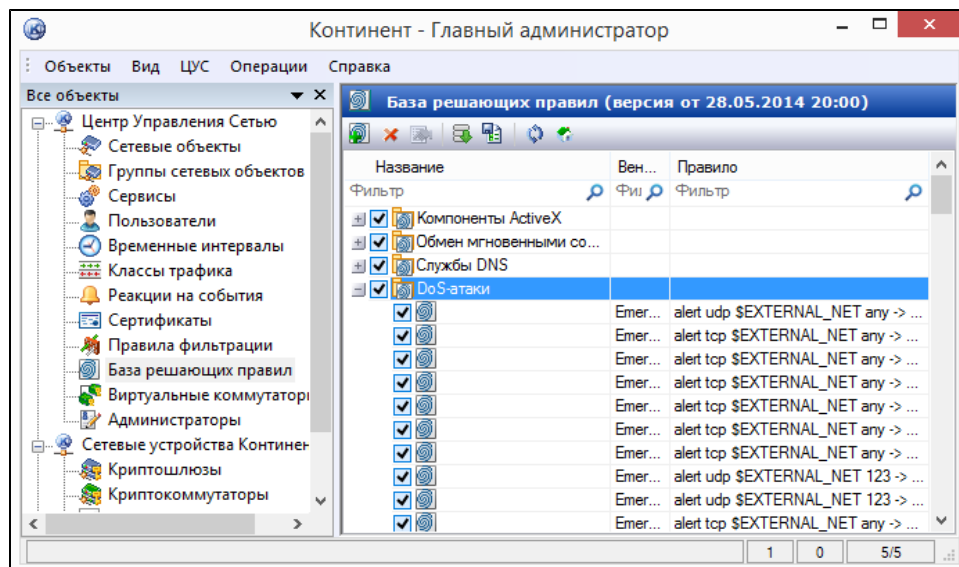 Континент - Главный администратор
Объекты Вид ЦУС Операции Справка
Все объекты
Центр Управления Сетью
Сетевые объекты
Группы сетевых объектов
Сервисы
Пользователи
Временные интервалы
Классы трафика
Реакции на события
Сертификаты
Правила фильтрации
База решающих правил
Виртуальные коммутаторы
Администраторы
Сетевые устройства Континен
Криптошлюзы
Криптокоммутаторы
База решающих правил (версия от 28.05.2014 20:00)
Название Вен... Правило
Фильтр Фил Фильтр
Компоненты ActiveX
Обмен мгновенными со...
Службы DNS
DoS-атаки
Emer... alert udp $EXTERNAL_NET any -> ...
Emer... alert tcp $EXTERNAL_NET any -> ...
Emer... alert tcp $EXTERNAL_NET any -> ...
Emer... alert tcp $EXTERNAL_NET any -> ...
Emer... alert tcp $EXTERNAL_NET any -> ...
Emer... alert tcp $EXTERNAL_NET any -> ...
Emer... alert tcp $EXTERNAL_NET any -> ...
Emer... alert udp $EXTERNAL_NET 123 -> ...
Emer... alert udp $EXTERNAL_NET 123 -> ...
Emer... alert tcp $EXTERNAL_NET any -> ...
1 0 5/5